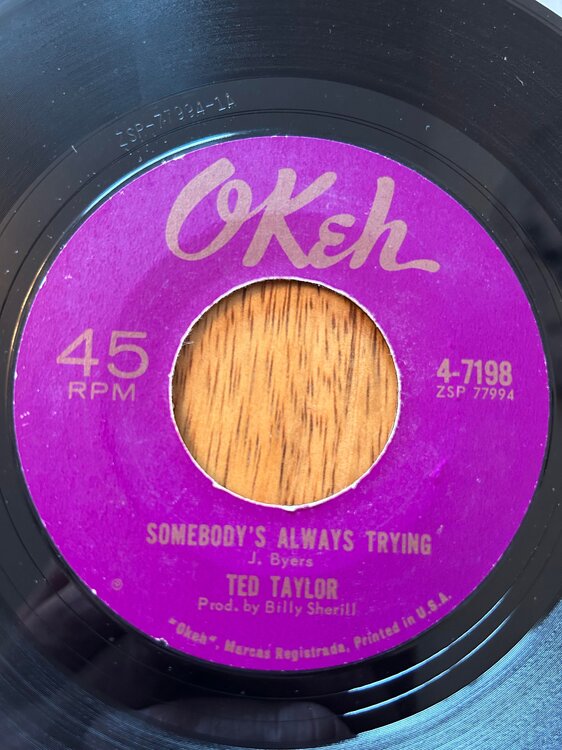 ZSP-77994-1A
OKeh
45
RPM
4-7198
ZSP 77994
SOMEBODY'S ALWAYS TRYING
J. Byers
TED TAYLOR
Prod. by Billy Sherill
℗
"Okeh", Marcas Registrada, Printed in U.S.A.